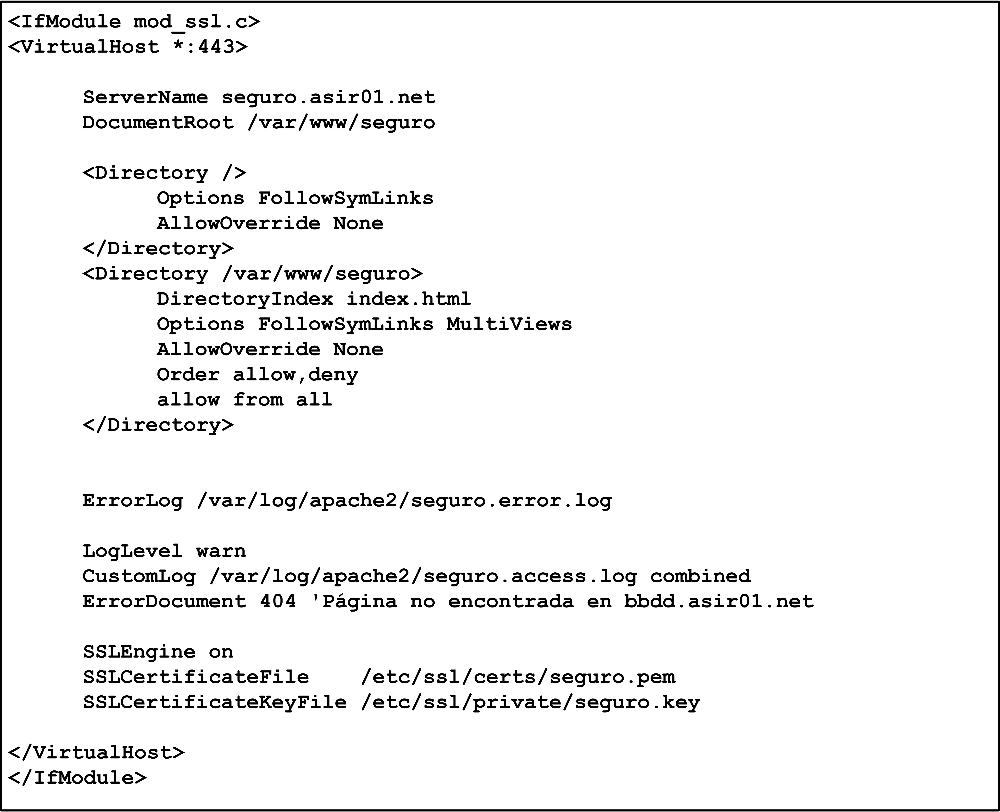 <IfModule mod_ssl.c>
<VirtualHost *:443>
ServerName seguro.asir01.net
DocumentRoot /var/www/seguro
<Directory />
Options FollowSymLinks
AllowOverride None
</Directory>
<Directory /var/www/seguro>
DirectoryIndex index.html
Options FollowSymLinks MultiViews
AllowOverride None
Order allow,deny
allow from all
</Directory>
ErrorLog /var/log/apache2/seguro.error.log
LogLevel warn
CustomLog /var/log/apache2/seguro.access.log combined
ErrorDocument 404 'Página no encontrada en bbdd.asir01.net
SSLEngine on
SSLCertificateFile    /etc/ssl/certs/seguro.pem
SSLCertificateKeyFile /etc/ssl/private/seguro.key
</VirtualHost>
</IfModule>